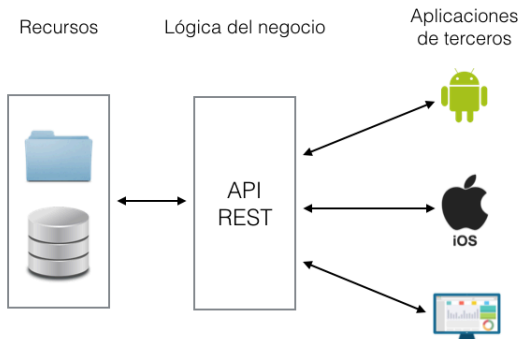 Recursos
Lógica del negocio
Aplicaciones
de terceros
API
REST
iOS